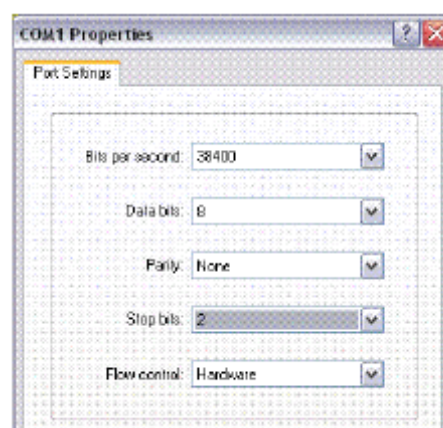 COM1 Properties
Port Settings
Bits per second: 38400
Data bits: 8
Parity: None
Stop bits: 2
Flow control: Hardware